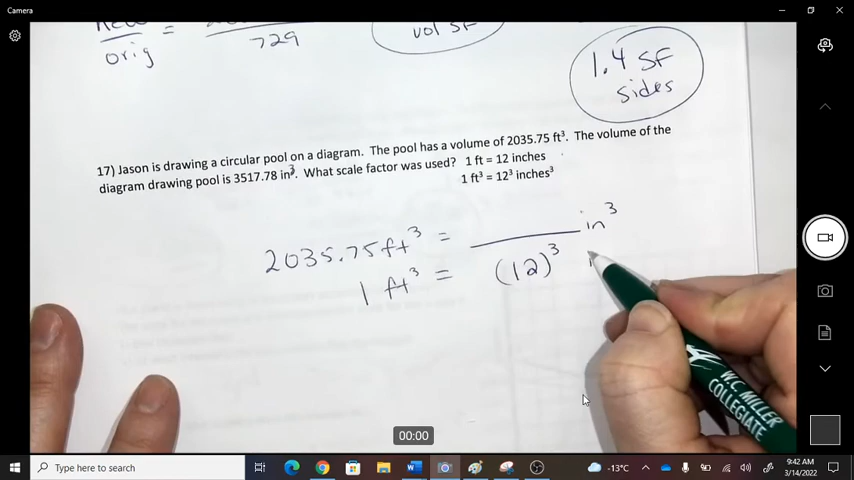 Camera
New
orig
=
729
vol SF
1.4 SF
sides
17) Jason is drawing a circular pool on a diagram. The pool has a volume of 2035.75 ft³. The volume of the
diagram drawing pool is 3517.78 in³. What scale factor was used? 1 ft = 12 inches
1 ft³ = 12³ inches³
2035.75 ft³ = ______ in³
1 ft³ = (12)³
W.C. MILLER
COLLEGIATE
00:00
Type here to search
-13°C
9:42 AM
3/14/2022